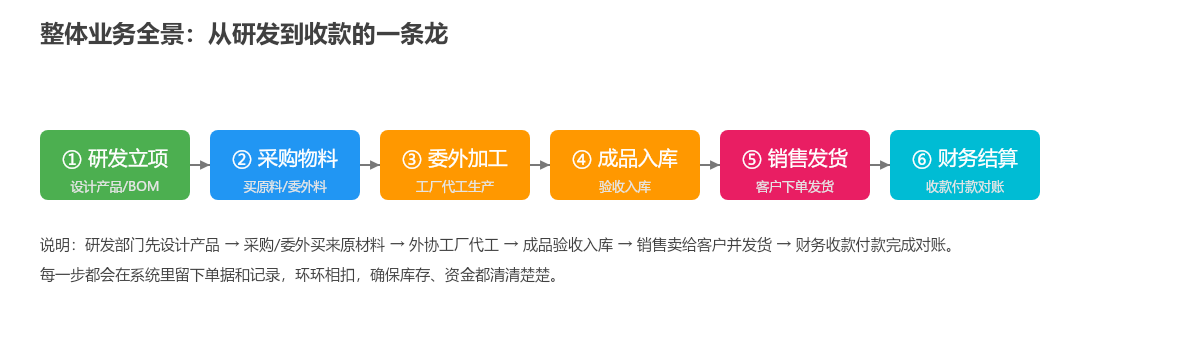 整体业务全景：从研发到收款的一条龙
① 研发立项
设计产品/BOM
② 采购物料
买原料/委外料
③ 委外加工
工厂代工生产
④ 成品入库
验收入库
⑤ 销售发货
客户下单发货
⑥ 财务结算
收款付款对账
说明：研发部门先设计产品 → 采购/委外买来原材料 → 外协工厂代工 → 成品验收入库 → 销售卖给客户并发货 → 财务收款付款完成对账。
每一步都会在系统里留下单据和记录，环环相扣，确保库存、资金都清清楚楚。